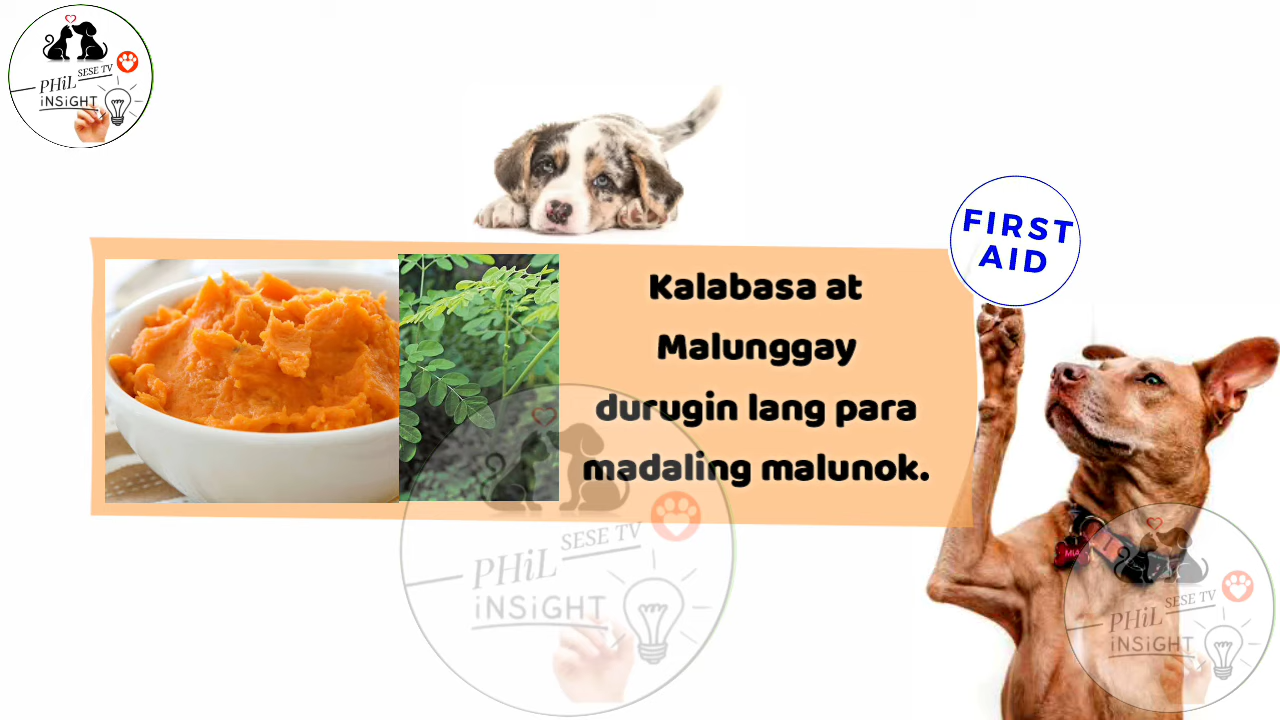 SESE TV
PHiL
iNSiGHT
FIRST
AID
Kalabasa at
Malunggay
durugin lang para
madaling malunok.
MIA
SESE TV
PHiL
iNSiGHT
SESE TV
PHiL
iNSiGHT